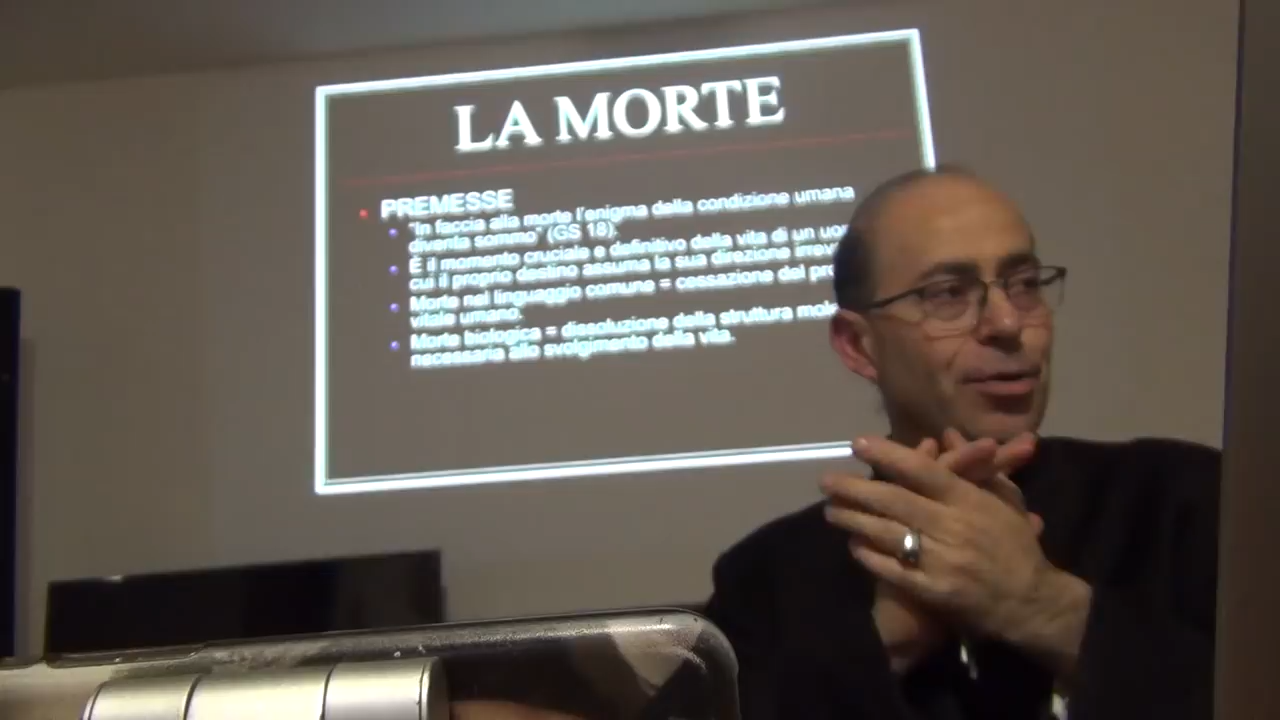 LA MORTE
PREMESSE
"In faccia alla morte l'enigma della condizione umana
diventa sommo" (GS 18).
È il momento cruciale e definitivo della vita di un
cui il proprio destino assuma la sua direzione
Morte nel linguaggio comune = cessazione del
vitale umano.
Morte biologica = dissoluzione della struttura
necessaria allo svolgimento della vita.